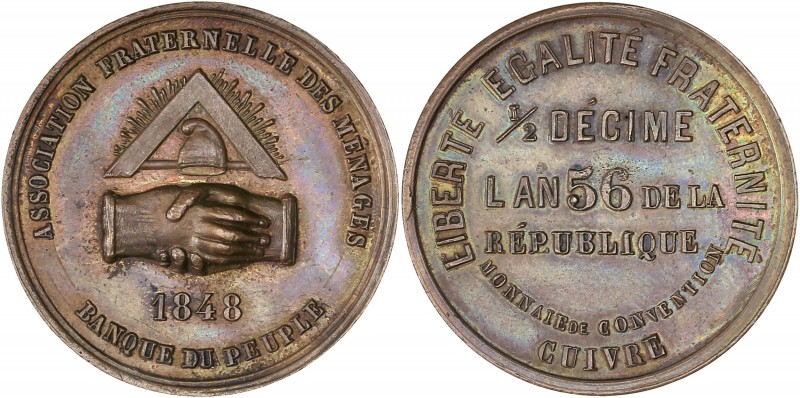 ASSOCIATION FRATERNELLE DES MÉNAGES
1848
BANQUE DU PEUPLE
LIBERTÉ EGALITÉ FRATERNITÉ
1/2 DÉCIME
L AN 56 DE LA
RÉPUBLIQUE
MONNAIE DE CONVENTION
CUIVRE